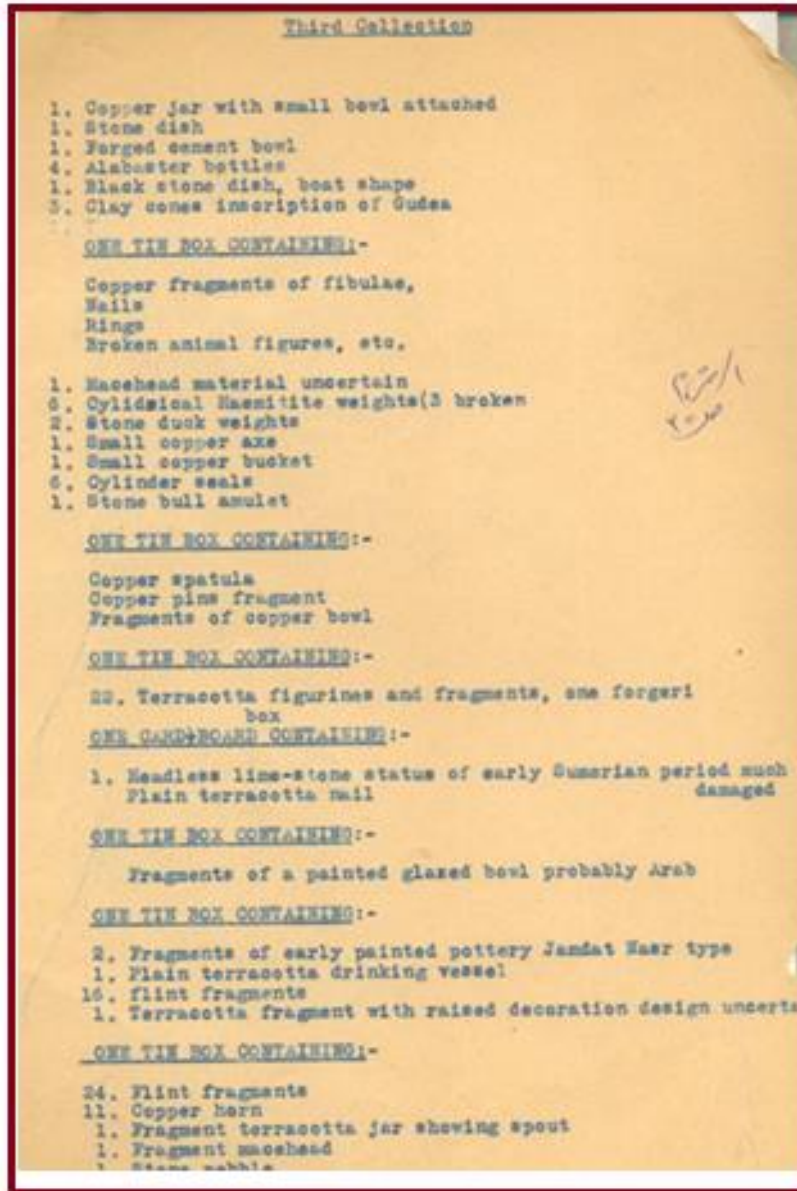 Third Collection
1. Copper jar with small bowl attached
1. Stone dish
1. Forged cement bowl
4. Alabaster bottles
1. Black stone dish, boat shape
3. Clay cones inscription of Gudea
ONE TIN BOX CONTAINING:-
Copper fragments of fibulae,
Nails
Rings
Broken animal figures, etc.
1. Macehead material uncertain
6. Cylidsical Haemitite weights(3 broken
2. Stone duck weights
1. Small copper axe
1. Small copper bucket
6. Cylinder seals
1. Stone bull amulet
ONE TIN BOX CONTAINING:-
Copper spatula
Copper pins fragment
Fragments of copper bowl
ONE TIN BOX CONTAINING:-
22. Terracotta figurines and fragments, one forgeri
box
ONE CARD BOARD CONTAINING:-
1. Headless lime-stone status of early Sumerian period much
Plain terracotta nail damaged
ONE TIN BOX CONTAINING:-
Fragments of a painted glazed bowl probably Arab
ONE TIN BOX CONTAINING:-
2. Fragments of early painted pottery Jamdat Nasr type
1. Plain terracotta drinking vessel
16. flint fragments
1. Terracotta fragment with raised decoration design uncerta
ONE TIN BOX CONTAINING:-
24. Flint fragments
11. Copper horn
1. Fragment terracotta jar showing spout
1. Fragment macehead
1. Stone pebble